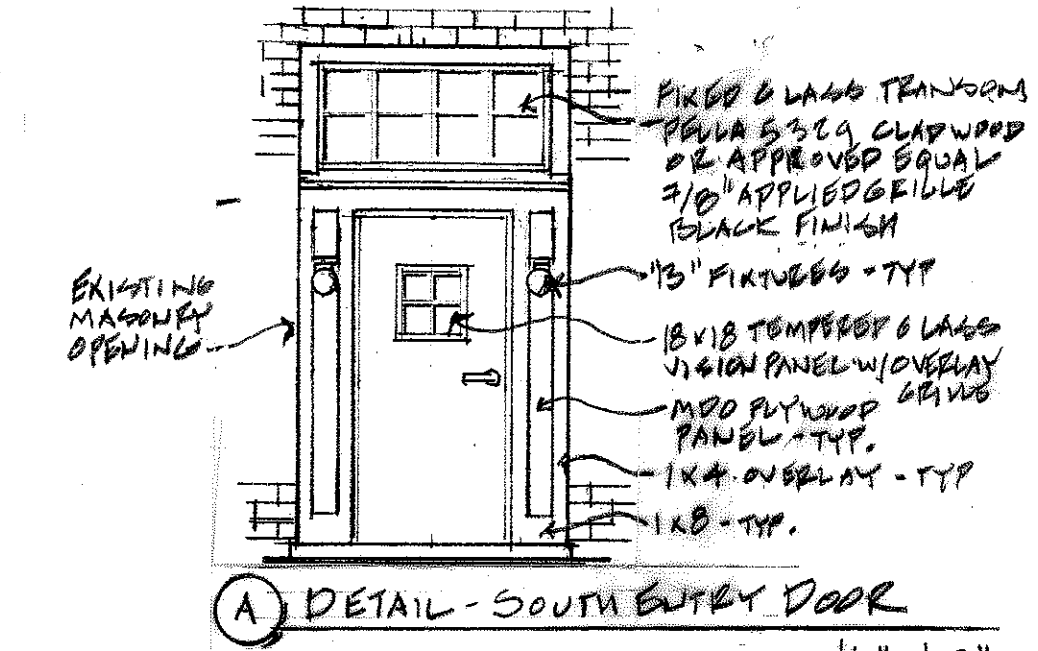 FIXED GLASS TRANSOM
PELLA 5329 CLADWOOD
OR APPROVED EQUAL
7/8" APPLIED GRILLE
BLACK FINISH
"B" FIXTURES - TYP
EXISTING
MASONRY
OPENING
18x18 TEMPERED GLASS
VISION PANEL W/OVERLAY
GRILLE
MDO PLYWOOD
PANEL - TYP.
1x4 OVERLAY - TYP
1x8 - TYP.
A DETAIL - SOUTH ENTRY DOOR